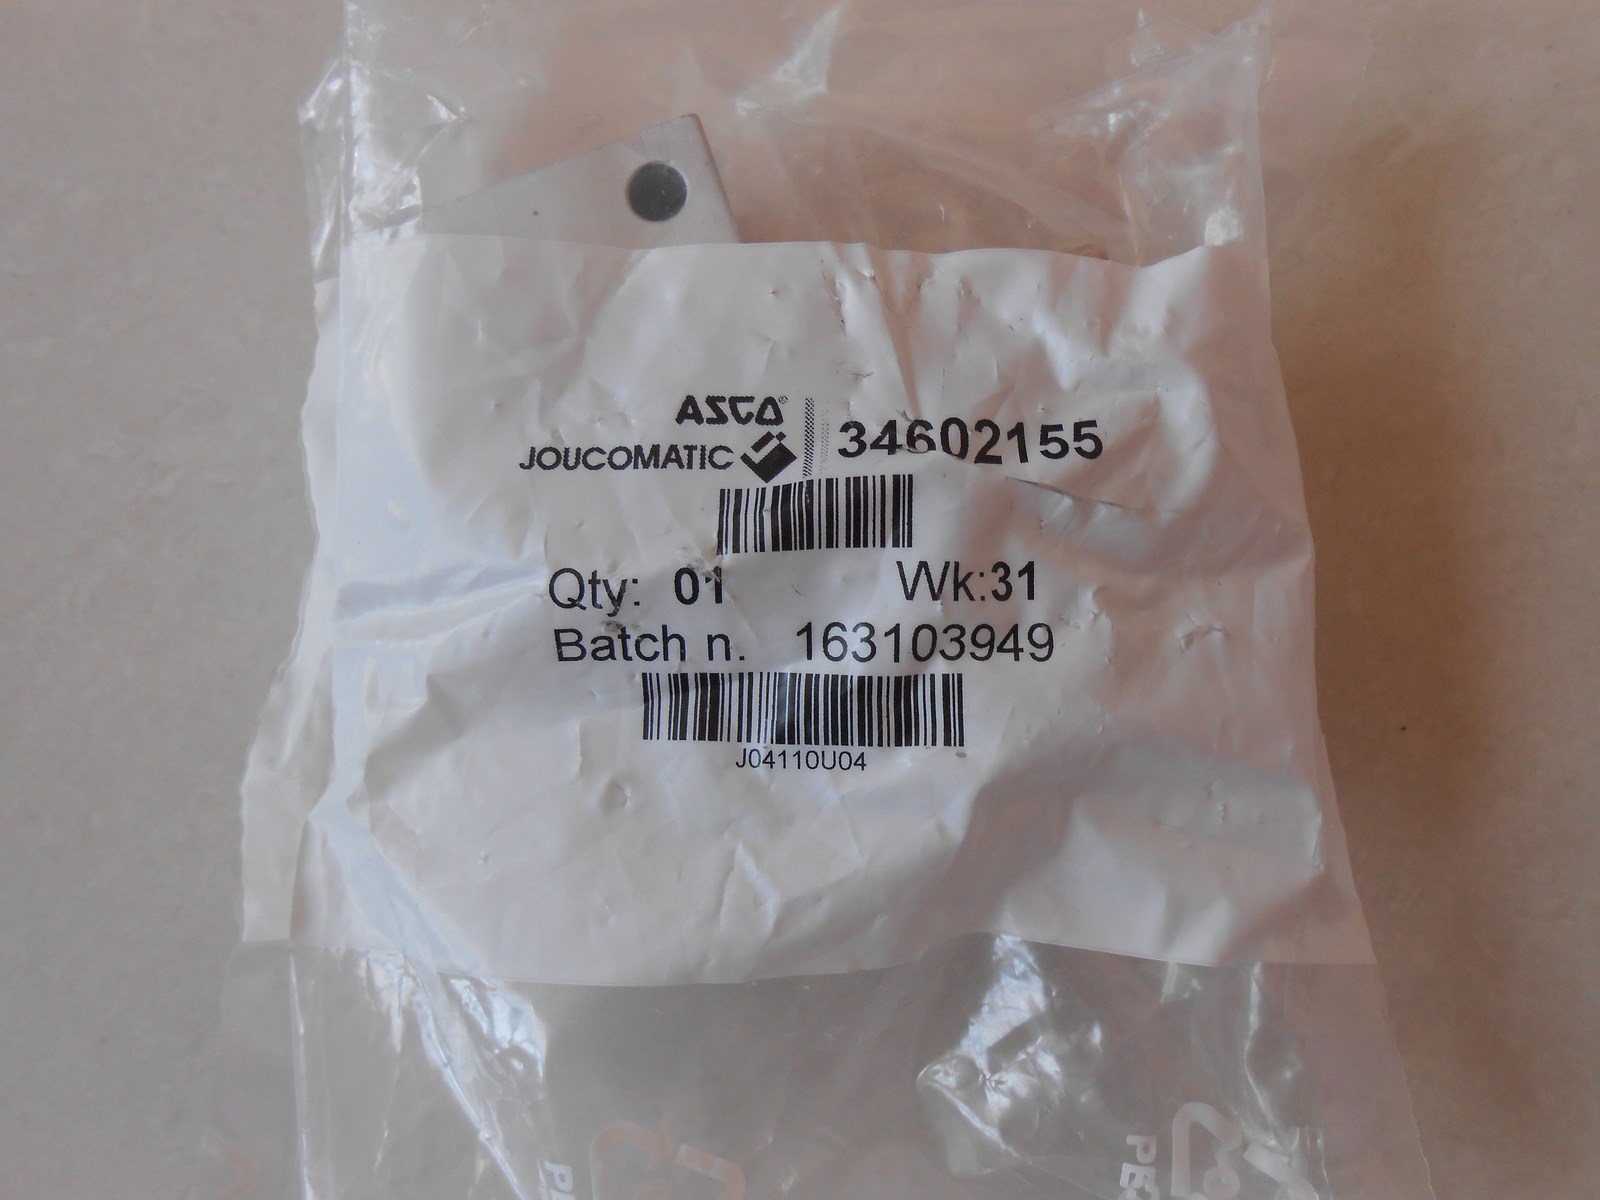 ASCO®
JOUCOMATIC
34602155
Qty: 01 Wk:31
Batch n. 163103949
J04110U04